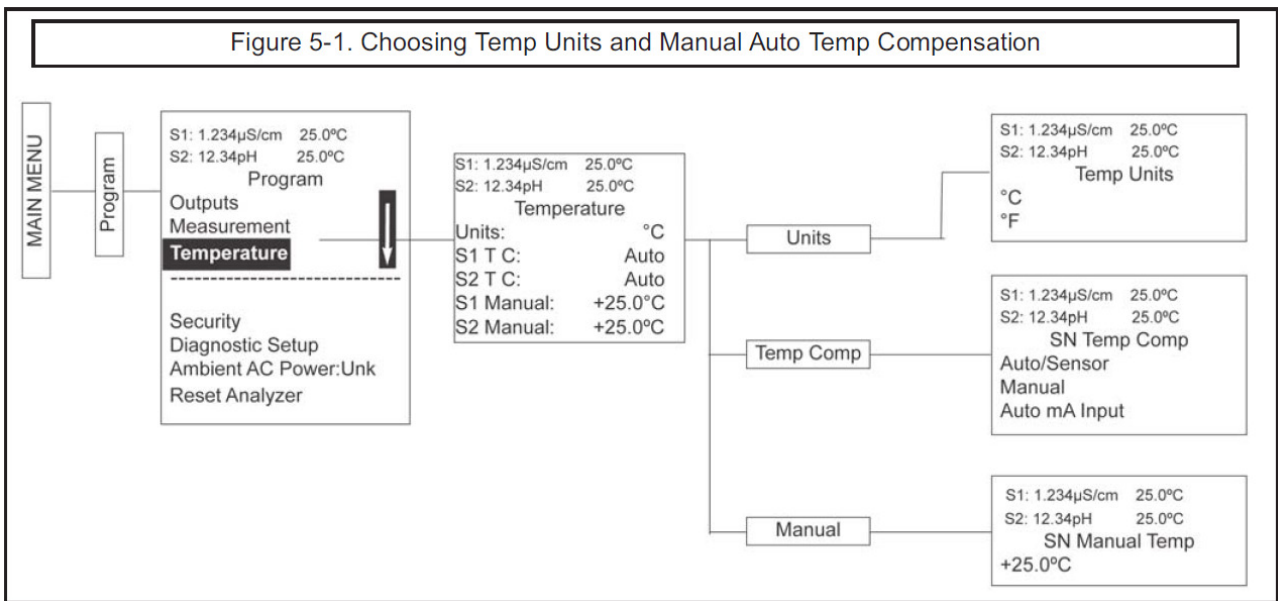 Figure 5-1. Choosing Temp Units and Manual Auto Temp Compensation
MAIN MENU
Program
S1: 1.234µS/cm 25.0ºC
S2: 12.34pH 25.0ºC
Program
Outputs
Measurement
Temperature
Security
Diagnostic Setup
Ambient AC Power:Unk
Reset Analyzer
S1: 1.234µS/cm 25.0ºC
S2: 12.34pH 25.0ºC
Temperature
Units: °C
S1 T C: Auto
S2 T C: Auto
S1 Manual: +25.0°C
S2 Manual: +25.0ºC
Units
S1: 1.234µS/cm 25.0ºC
S2: 12.34pH 25.0ºC
Temp Units
°C
°F
Temp Comp
S1: 1.234µS/cm 25.0ºC
S2: 12.34pH 25.0ºC
SN Temp Comp
Auto/Sensor
Manual
Auto mA Input
Manual
S1: 1.234µS/cm 25.0ºC
S2: 12.34pH 25.0ºC
SN Manual Temp
+25.0ºC